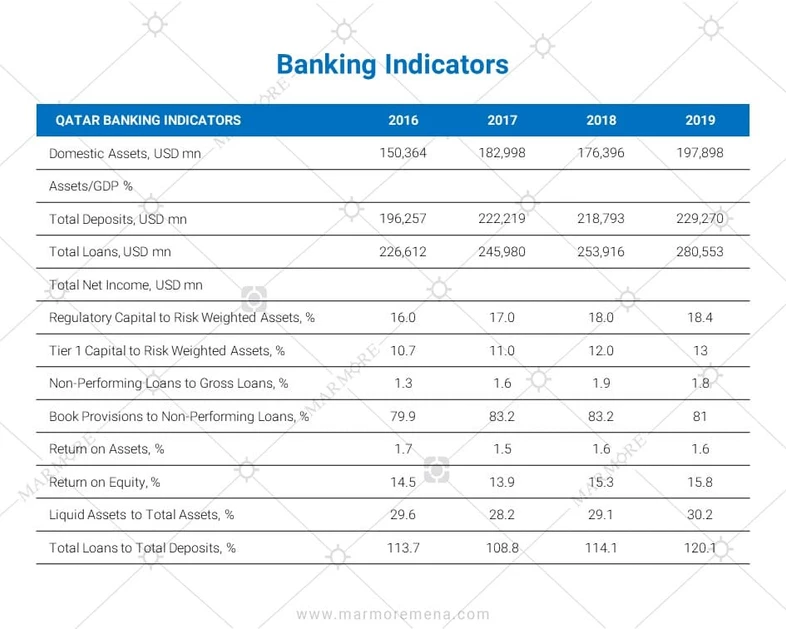 Banking Indicators
QATAR BANKING INDICATORS 2016 2017 2018 2019
Domestic Assets, USD mn 150,364 182,998 176,396 197,898
Assets/GDP %
Total Deposits, USD mn 196,257 222,219 218,793 229,270
Total Loans, USD mn 226,612 245,980 253,916 280,553
Total Net Income, USD mn
Regulatory Capital to Risk Weighted Assets, % 16.0 17.0 18.0 18.4
Tier 1 Capital to Risk Weighted Assets, % 10.7 11.0 12.0 13
Non-Performing Loans to Gross Loans, % 1.3 1.6 1.9 1.8
Book Provisions to Non-Performing Loans, % 79.9 83.2 83.2 81
Return on Assets, % 1.7 1.5 1.6 1.6
Return on Equity, % 14.5 13.9 15.3 15.8
Liquid Assets to Total Assets, % 29.6 28.2 29.1 30.2
Total Loans to Total Deposits, % 113.7 108.8 114.1 120.1
www.marmoremena.com
MARMORE
MARMORE
MARMORE
MARMORE